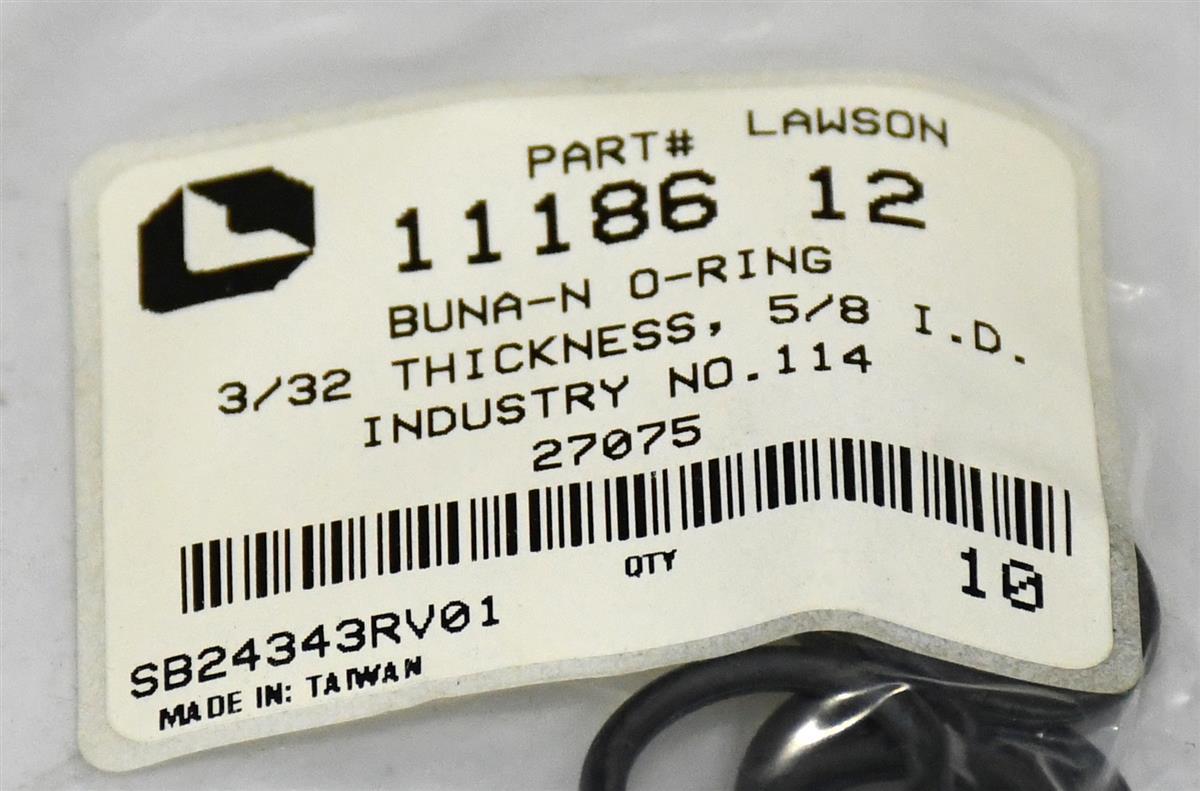 PART# LAWSON
11186 12
BUNA-N O-RING
3/32 THICKNESS, 5/8 I.D.
INDUSTRY NO.114
27075
QTY 10
SB24343RV01
MADE IN: TAIWAN